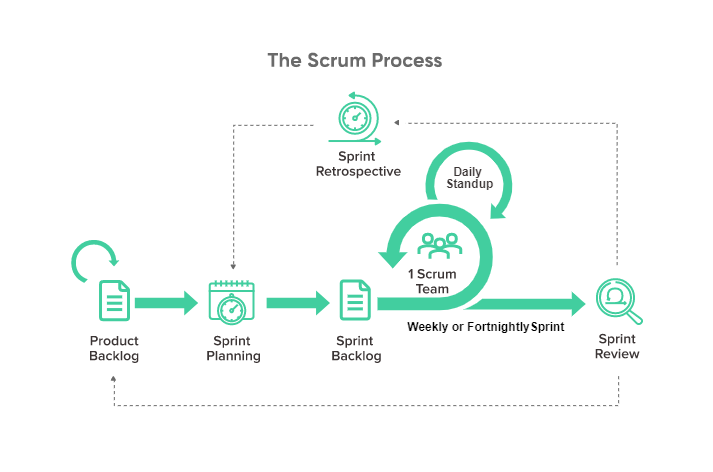 The Scrum Process
Sprint
Retrospective
Daily
Standup
1 Scrum
Team
Weekly or Fortnightly Sprint
Product
Backlog
Sprint
Planning
Sprint
Backlog
Sprint
Review